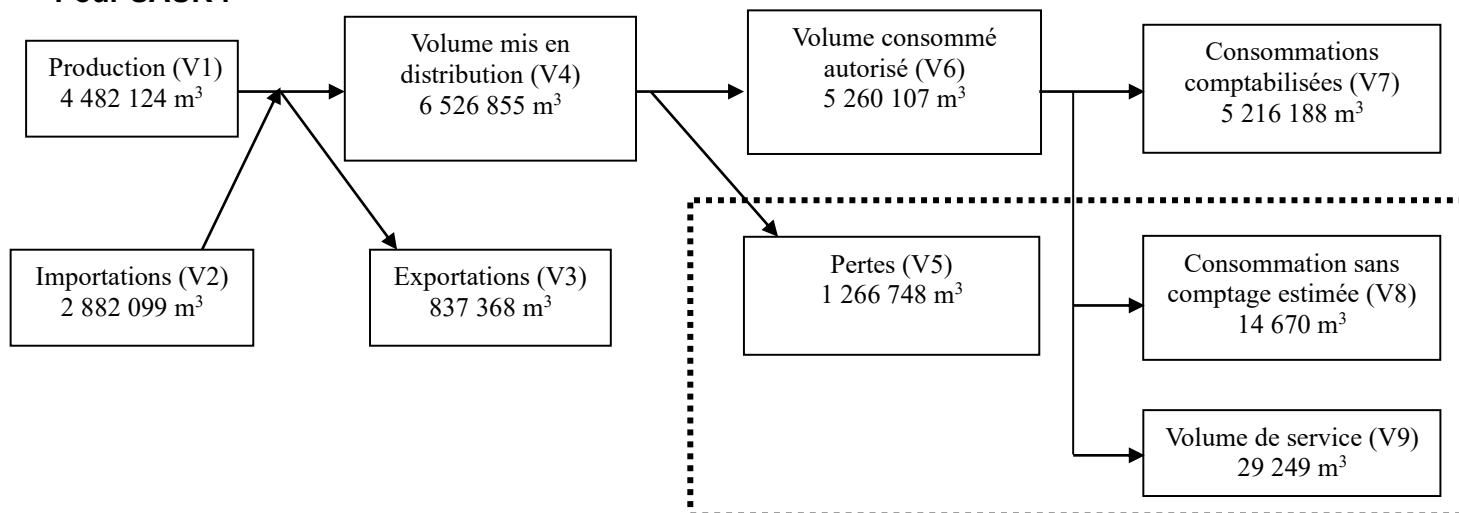 Pour SAUR :
Production (V1)
4 482 124 m³
Volume mis en
distribution (V4)
6 526 855 m³
Volume consommé
autorisé (V6)
5 260 107 m³
Consommations
comptabilisées (V7)
5 216 188 m³
Importations (V2)
2 882 099 m³
Exportations (V3)
837 368 m³
Pertes (V5)
1 266 748 m³
Consommation sans
comptage estimée (V8)
14 670 m³
Volume de service (V9)
29 249 m³